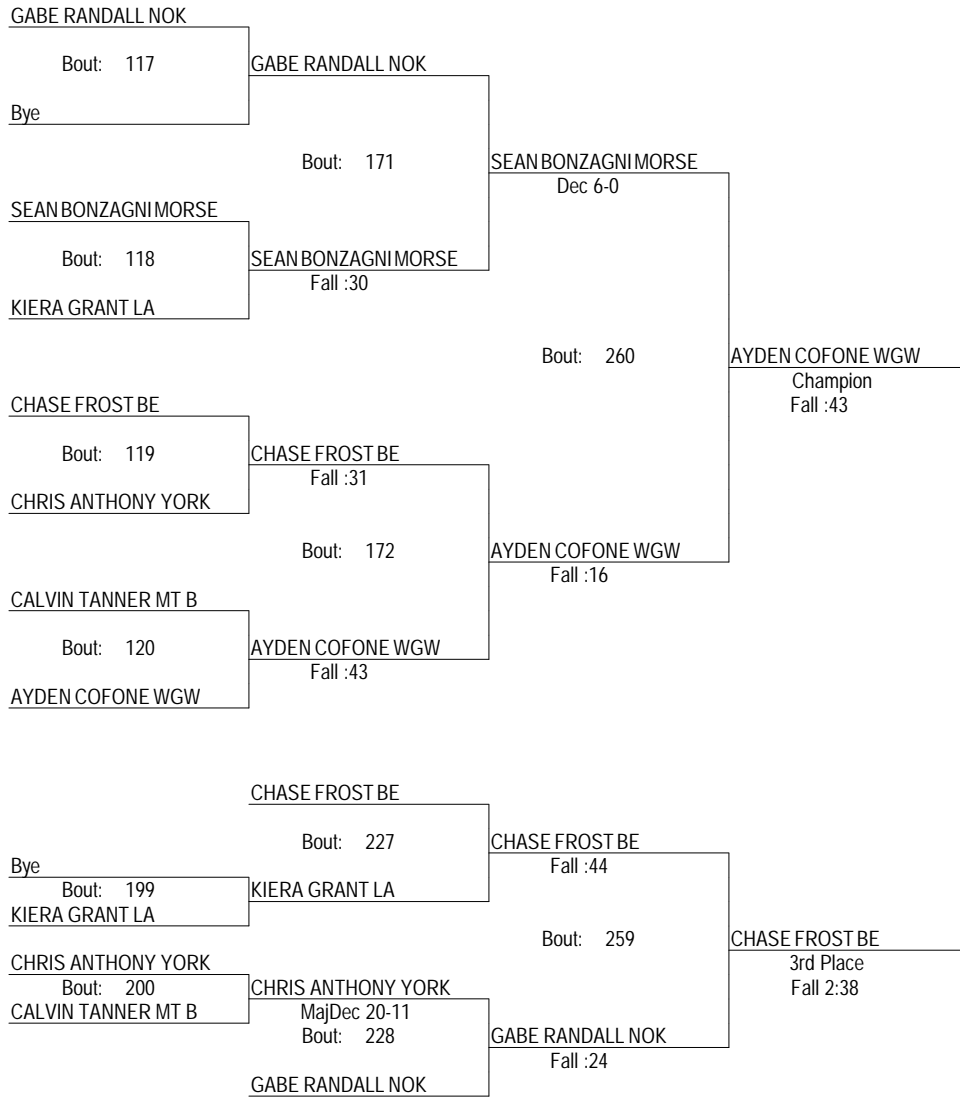 GABE RANDALL NOK
Bout: 117 GABE RANDALL NOK
Bye
Bout: 171 SEAN BONZAGNI MORSE
Dec 6-0
SEAN BONZAGNI MORSE
Bout: 118 SEAN BONZAGNI MORSE
Fall :30
KIERA GRANT LA
Bout: 260 AYDEN COFONE WGW
Champion
Fall :43
CHASE FROST BE
Bout: 119 CHASE FROST BE
Fall :31
CHRIS ANTHONY YORK
Bout: 172 AYDEN COFONE WGW
Fall :16
CALVIN TANNER MT B
Bout: 120 AYDEN COFONE WGW
Fall :43
AYDEN COFONE WGW
CHASE FROST BE
Bout: 227 CHASE FROST BE
Fall :44
Bye
Bout: 199 KIERA GRANT LA
KIERA GRANT LA
Bout: 259 CHASE FROST BE
3rd Place
Fall 2:38
CHRIS ANTHONY YORK
Bout: 200 CHRIS ANTHONY YORK
CALVIN TANNER MT B MajDec 20-11
Bout: 228 GABE RANDALL NOK
Fall :24
GABE RANDALL NOK